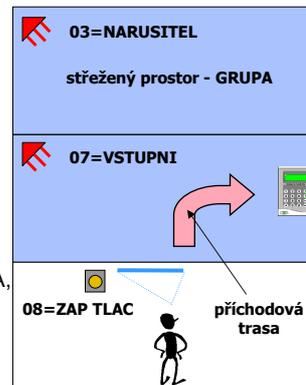 03=NARUSITEL
střežený prostor - GRUPA
07=VSTUPNI
A,
08=ZAP TLAC
příchodová
trasa